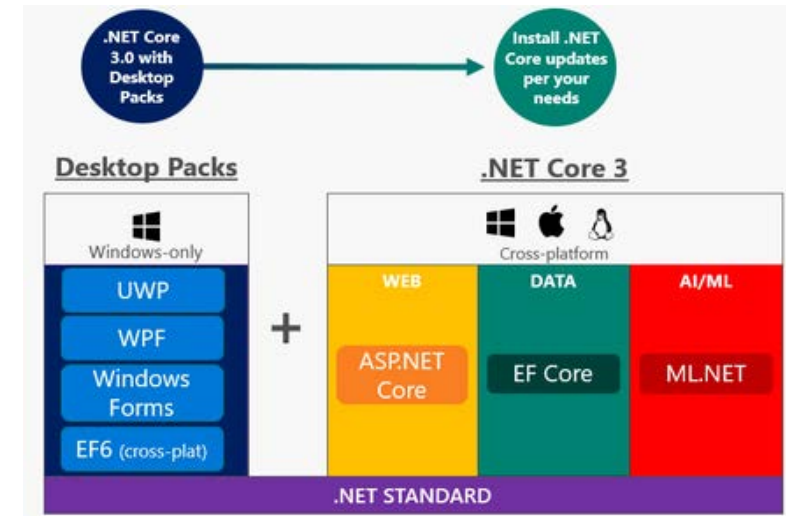 .NET Core
3.0 with
Desktop
Packs
Install .NET
Core updates
per your
needs
Desktop Packs
.NET Core 3
Windows-only
Cross-platform
UWP
WPF
Windows
Forms
EF6 (cross-plat)
+
WEB
ASP.NET
Core
DATA
EF Core
AI/ML
ML.NET
.NET STANDARD